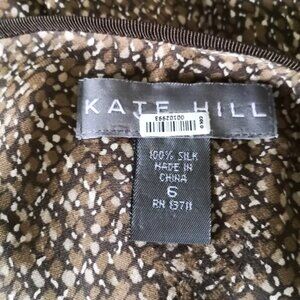 KATE HILL
100% SILK
MADE IN
CHINA
6
RN 13711